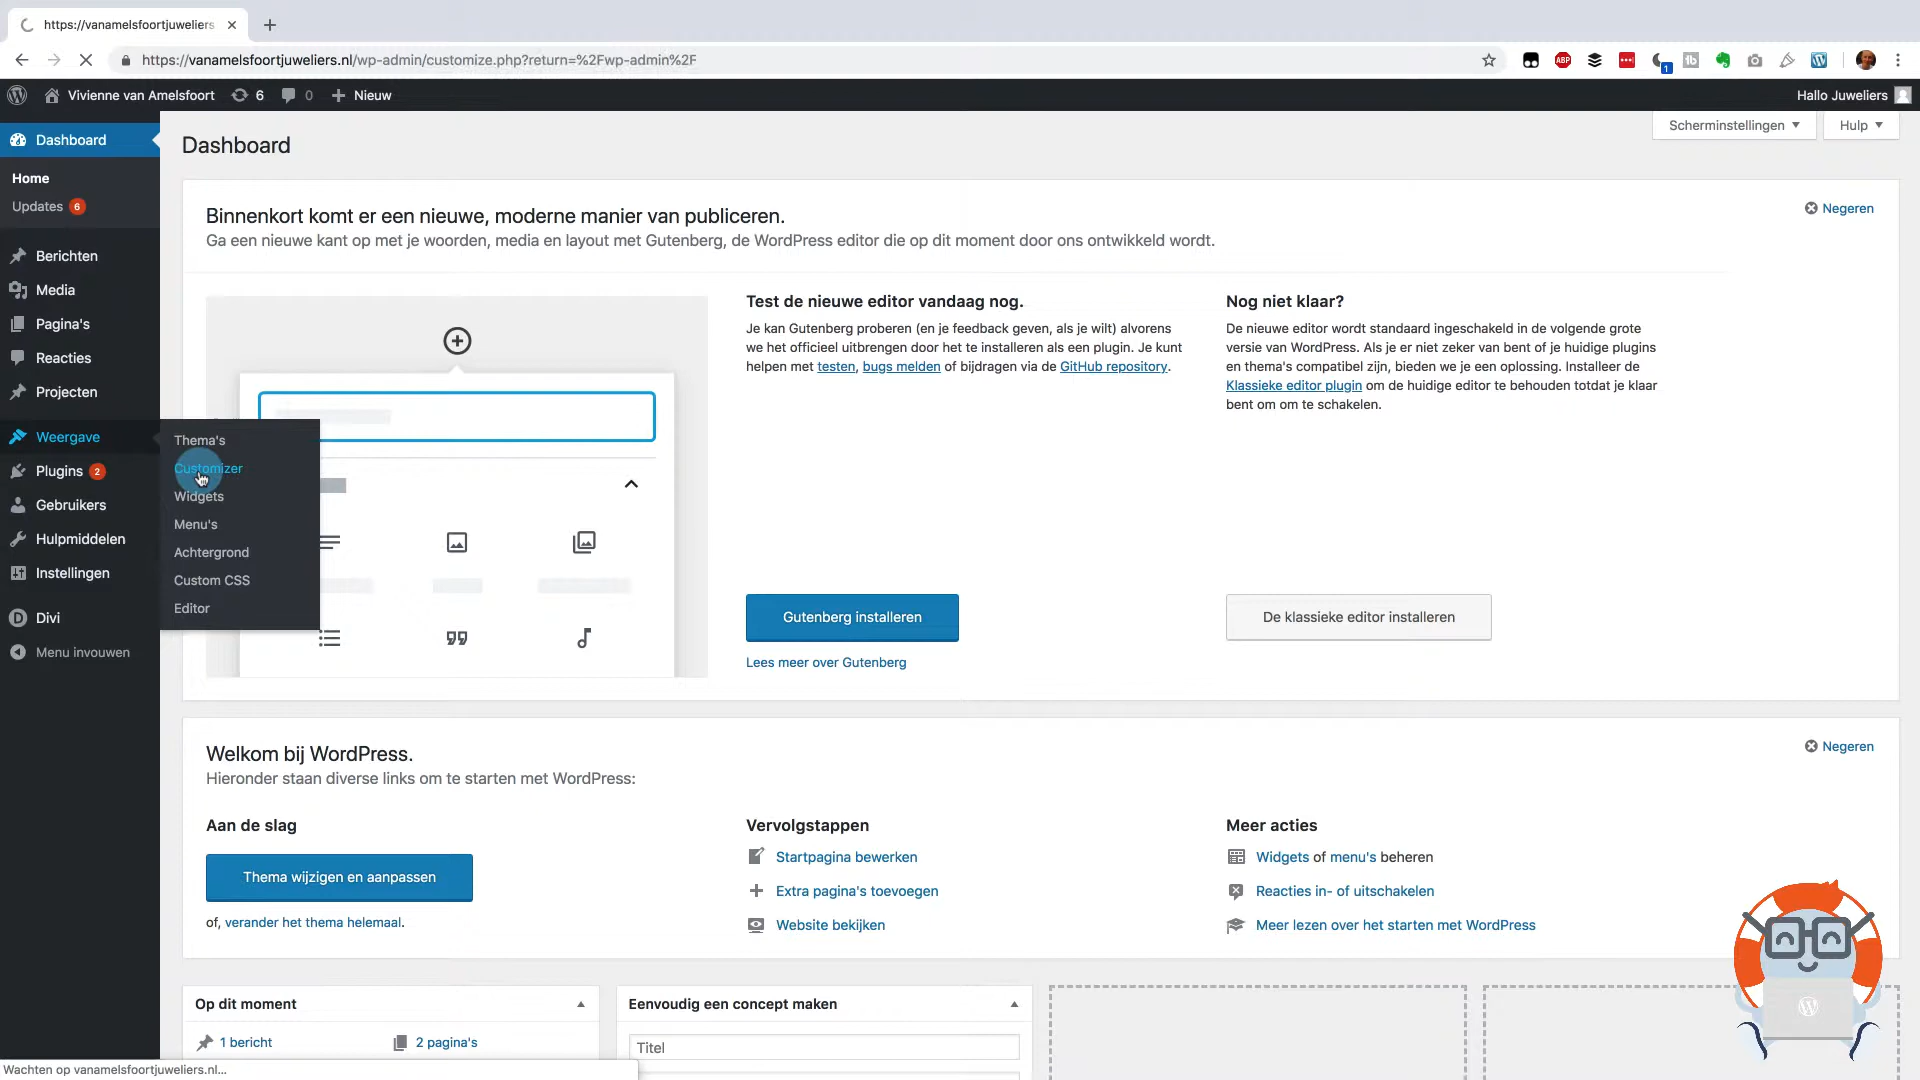 https://vanamelsfoortjuweliers
https://vanamelsfoortjuweliers.nl/wp-admin/customize.php?return=%2Fwp-admin%2F
ABP
1
Vivienne van Amelsfoort
6
0
Nieuw
Hallo Juweliers
Dashboard
Home
Updates 6
Berichten
Media
Pagina's
Reacties
Projecten
Weergave
Plugins 2
Gebruikers
Hulpmiddelen
Instellingen
Divi
Menu invouwen
Thema's
Customizer
Widgets
Menu's
Achtergrond
Custom CSS
Editor
Dashboard
Scherminstellingen
Hulp
Binnenkort komt er een nieuwe, moderne manier van publiceren.
Ga een nieuwe kant op met je woorden, media en layout met Gutenberg, de WordPress editor die op dit moment door ons ontwikkeld wordt.
Negeren
Test de nieuwe editor vandaag nog.
Je kan Gutenberg proberen (en je feedback geven, als je wilt) alvorens
we het officieel uitbrengen door het te installeren als een plugin. Je kunt
helpen met testen, bugs melden of bijdragen via de GitHub repository.
Gutenberg installeren
Lees meer over Gutenberg
Nog niet klaar?
De nieuwe editor wordt standaard ingeschakeld in de volgende grote
versie van WordPress. Als je er niet zeker van bent of je huidige plugins
en thema's compatibel zijn, bieden we je een oplossing. Installeer de
Klassieke editor plugin om de huidige editor te behouden totdat je klaar
bent om om te schakelen.
De klassieke editor installeren
Welkom bij WordPress.
Hieronder staan diverse links om te starten met WordPress:
Negeren
Aan de slag
Thema wijzigen en aanpassen
of, verander het thema helemaal.
Vervolgstappen
Startpagina bewerken
Extra pagina's toevoegen
Website bekijken
Meer acties
Widgets of menu's beheren
Reacties in- of uitschakelen
Meer lezen over het starten met WordPress
Op dit moment
1 bericht
2 pagina's
Eenvoudig een concept maken
Titel
Wachten op vanamelsfoortjuweliers.nl...